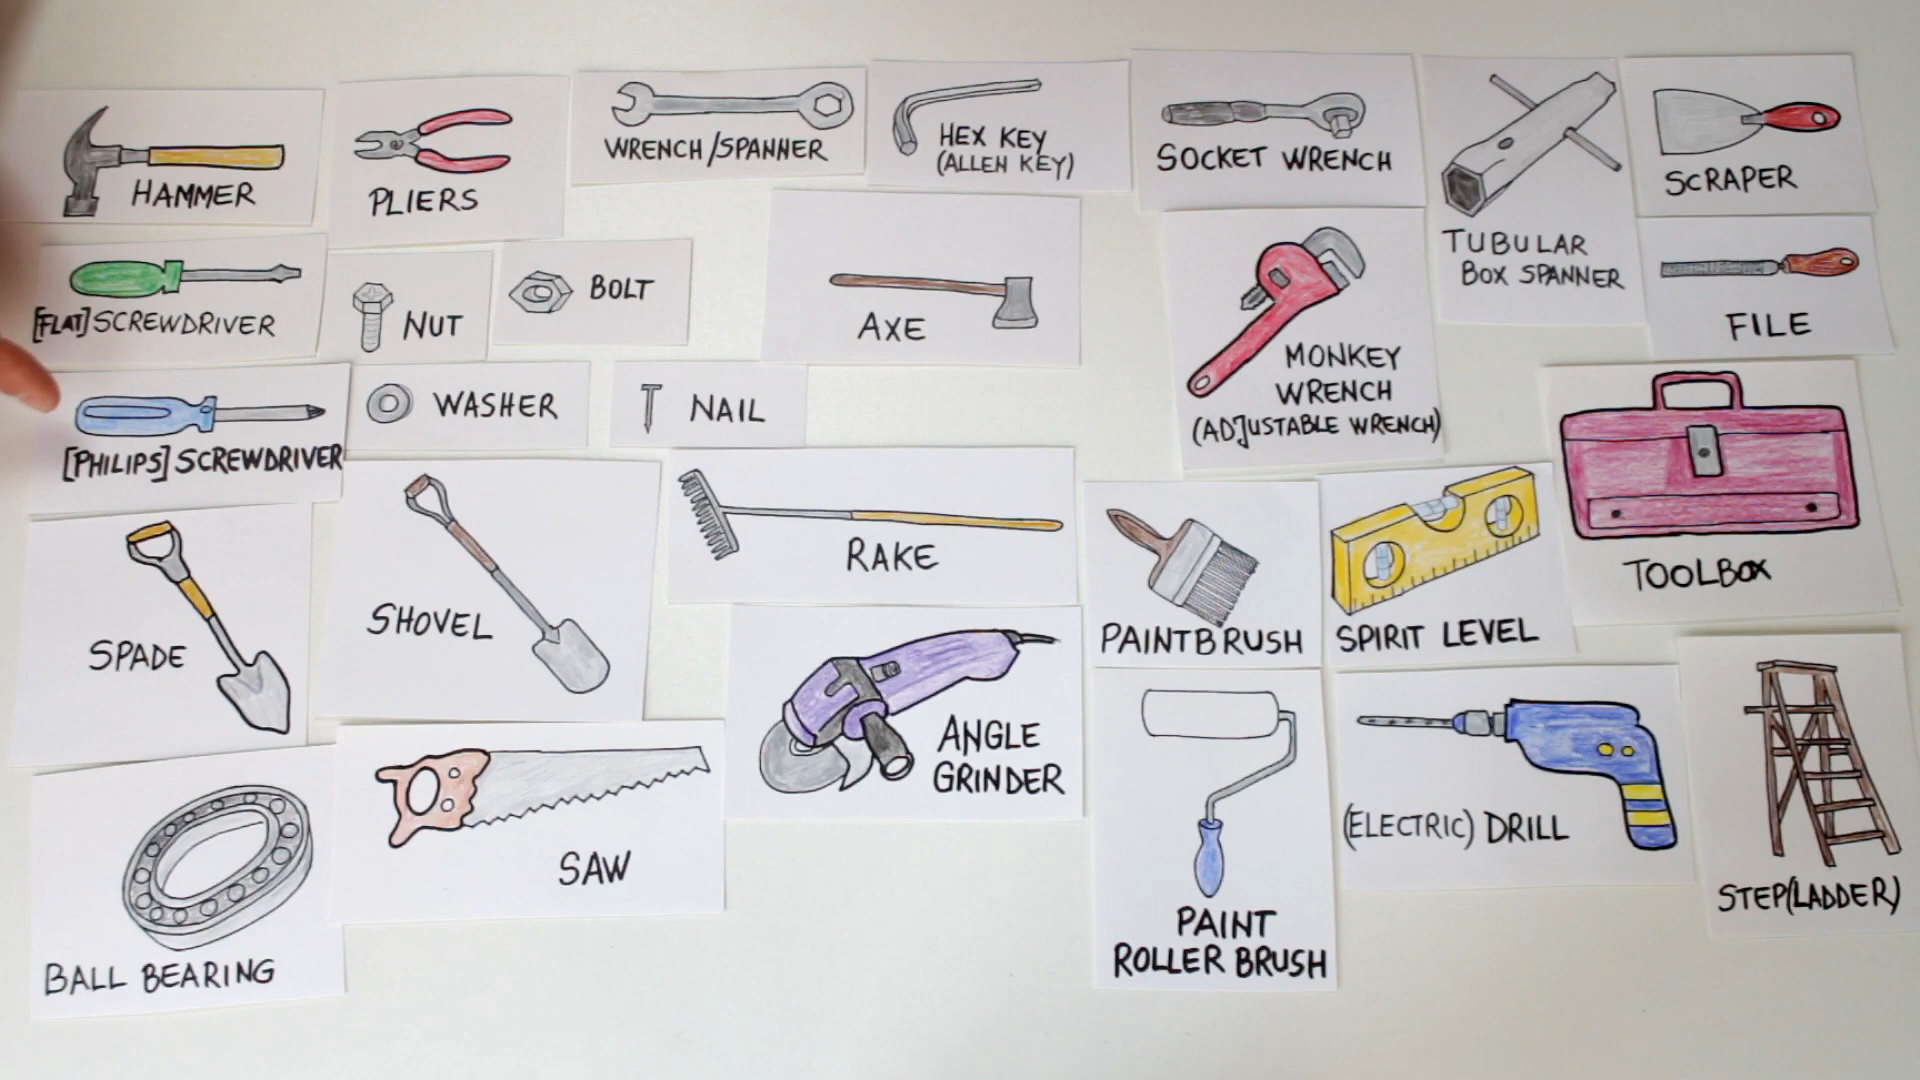 HAMMER
PLIERS
WRENCH/SPANNER
HEX KEY
(ALLEN KEY)
SOCKET WRENCH
TUBULAR
BOX SPANNER
SCRAPER
[FLAT] SCREWDRIVER
NUT
BOLT
AXE
MONKEY
WRENCH
(ADJUSTABLE WRENCH)
FILE
[PHILIPS] SCREWDRIVER
WASHER
NAIL
TOOLBOX
SPADE
SHOVEL
RAKE
PAINTBRUSH
SPIRIT LEVEL
ANGLE
GRINDER
BALL BEARING
SAW
PAINT
ROLLER BRUSH
(ELECTRIC) DRILL
STEP(LADDER)